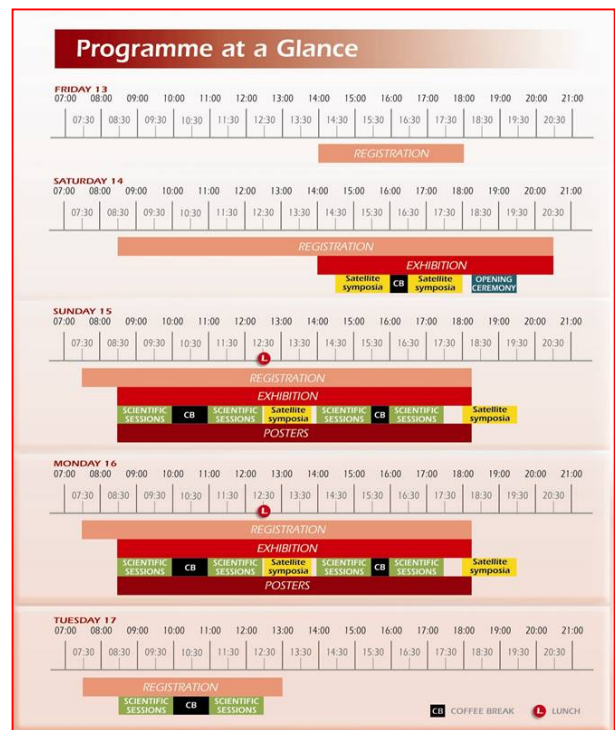 Programme at a Glance
FRIDAY 13
07:00 08:00 09:00 10:00 11:00 12:00 13:00 14:00 15:00 16:00 17:00 18:00 19:00 20:00 21:00
07:30 08:30 09:30 10:30 11:30 12:30 13:30 14:30 15:30 16:30 17:30 18:30 19:30 20:30
REGISTRATION
SATURDAY 14
07:00 08:00 09:00 10:00 11:00 12:00 13:00 14:00 15:00 16:00 17:00 18:00 19:00 20:00 21:00
07:30 08:30 09:30 10:30 11:30 12:30 13:30 14:30 15:30 16:30 17:30 18:30 19:30 20:30
REGISTRATION
EXHIBITION
Satellite symposia CB Satellite symposia OPENING CEREMONY
SUNDAY 15
07:00 08:00 09:00 10:00 11:00 12:00 13:00 14:00 15:00 16:00 17:00 18:00 19:00 20:00 21:00
07:30 08:30 09:30 10:30 11:30 12:30 13:30 14:30 15:30 16:30 17:30 18:30 19:30 20:30
L
REGISTRATION
EXHIBITION
SCIENTIFIC SESSIONS CB SCIENTIFIC SESSIONS Satellite symposia SCIENTIFIC SESSIONS CB SCIENTIFIC SESSIONS Satellite symposia
POSTERS
MONDAY 16
07:00 08:00 09:00 10:00 11:00 12:00 13:00 14:00 15:00 16:00 17:00 18:00 19:00 20:00 21:00
07:30 08:30 09:30 10:30 11:30 12:30 13:30 14:30 15:30 16:30 17:30 18:30 19:30 20:30
L
REGISTRATION
EXHIBITION
SCIENTIFIC SESSIONS CB SCIENTIFIC SESSIONS Satellite symposia SCIENTIFIC SESSIONS CB SCIENTIFIC SESSIONS Satellite symposia
POSTERS
TUESDAY 17
07:00 08:00 09:00 10:00 11:00 12:00 13:00 14:00 15:00 16:00 17:00 18:00 19:00 20:00 21:00
07:30 08:30 09:30 10:30 11:30 12:30 13:30 14:30 15:30 16:30 17:30 18:30 19:30 20:30
REGISTRATION
SCIENTIFIC SESSIONS CB SCIENTIFIC SESSIONS
CB COFFEE BREAK L LUNCH